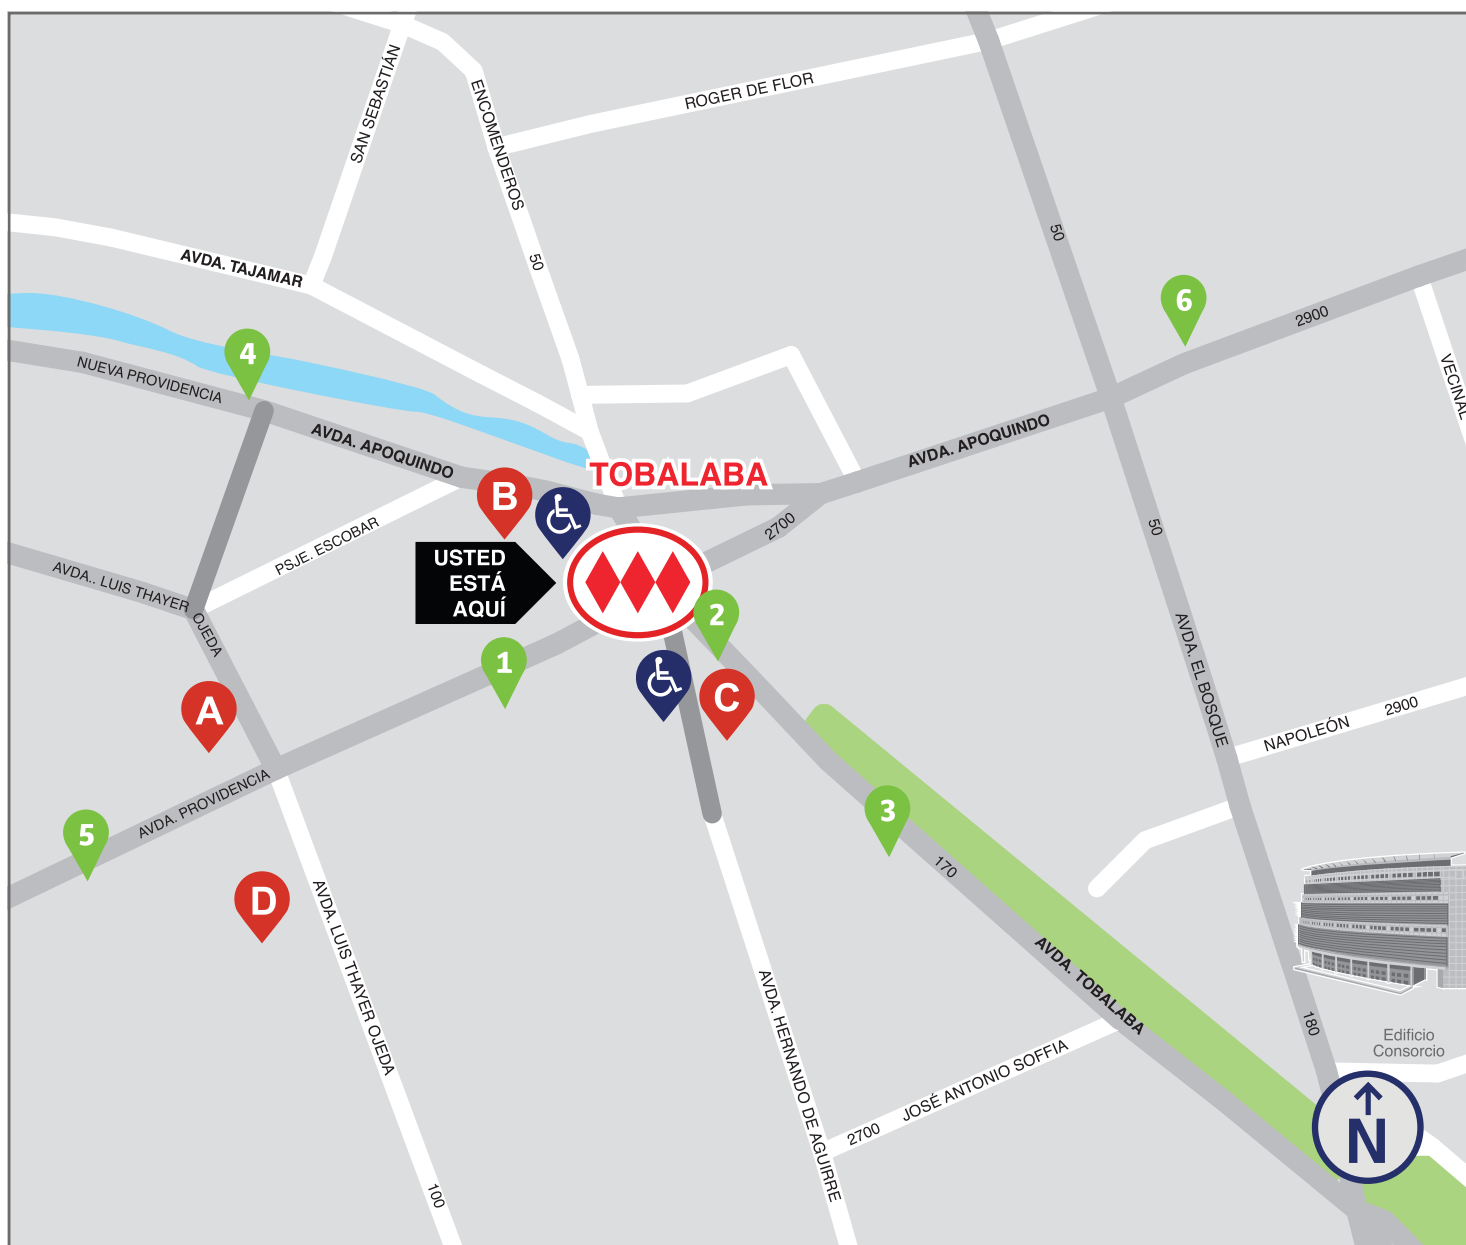 SAN SEBASTIÁN
ENCOMENDEROS
ROGER DE FLOR
50
50
AVDA. TAJAMAR
6
2900
4
NUEVA PROVIDENCIA
VECINAL
AVDA. APOQUINDO
AVDA. APOQUINDO
TOBALABA
B
2700
50
PSJE. ESCOBAR
USTED
ESTÁ
AQUÍ
AVDA.. LUIS THAYER
OJEDA
2
1
C
A
AVDA. EL BOSQUE
NAPOLEÓN
2900
AVDA. PROVIDENCIA
5
3
170
D
AVDA. LUIS THAYER OJEDA
AVDA. TOBALABA
AVDA. HERNANDO DE AGUIRRE
180
Edificio
Consorcio
JOSÉ ANTONIO SOFFIA
2700
N
100